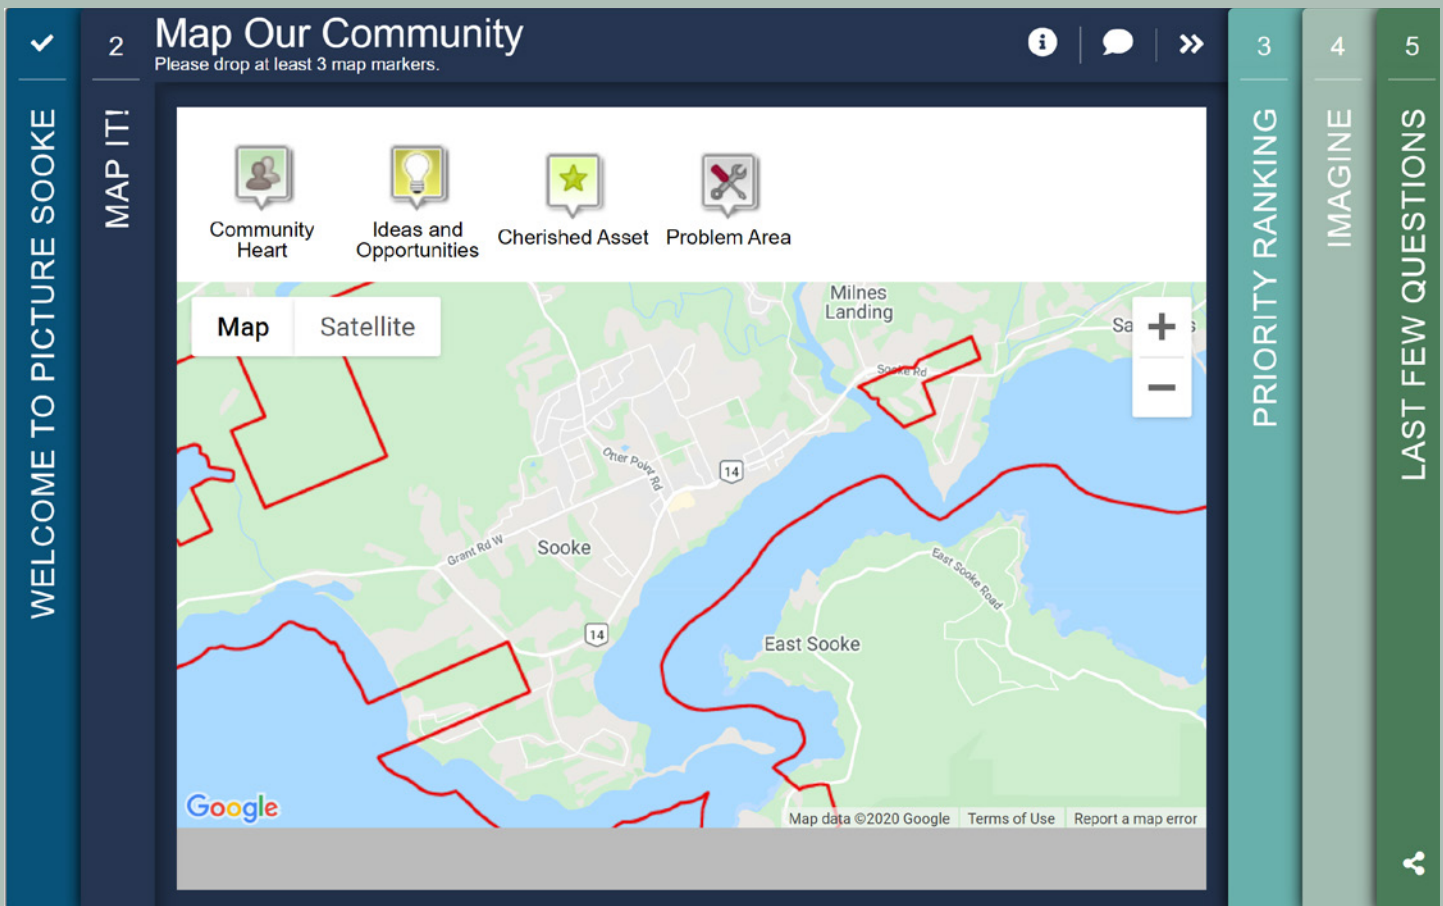 WELCOME TO PICTURE SOOKE
2
MAP IT!
Map Our Community
Please drop at least 3 map markers.
Community
Heart
Ideas and
Opportunities
Cherished Asset
Problem Area
Map
Satellite
Milnes
Landing
Sooke Rd
Otter Point Rd
14
Grant Rd W
Sooke
East Sooke Road
14
East Sooke
Google
Map data ©2020 Google
Terms of Use
Report a map error
3
PRIORITY RANKING
4
IMAGINE
5
LAST FEW QUESTIONS